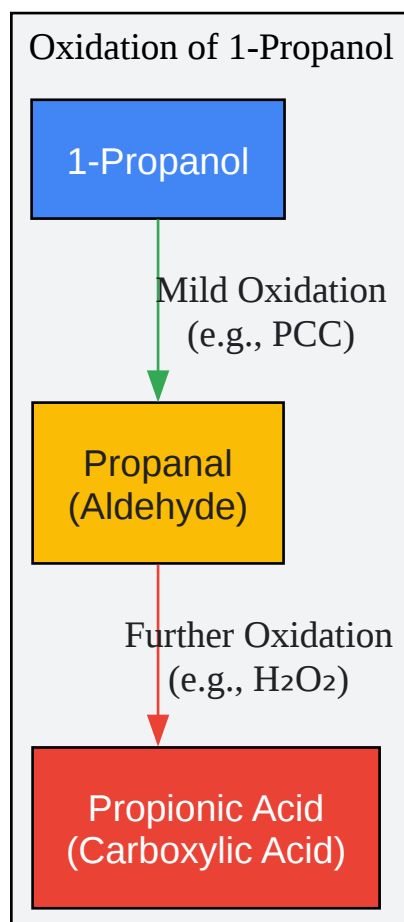 Oxidation of 1-Propanol
1-Propanol
Mild Oxidation
(e.g., PCC)
Propanal
(Aldehyde)
Further Oxidation
(e.g., H₂O₂)
Propionic Acid
(Carboxylic Acid)